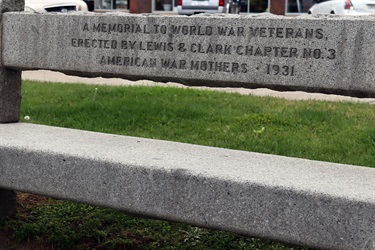 A MEMORIAL TO WORLD WAR VETERANS.
ERECTED BY LEWIS & CLARK CHAPTER NO. 3
AMERICAN WAR MOTHERS · 1931